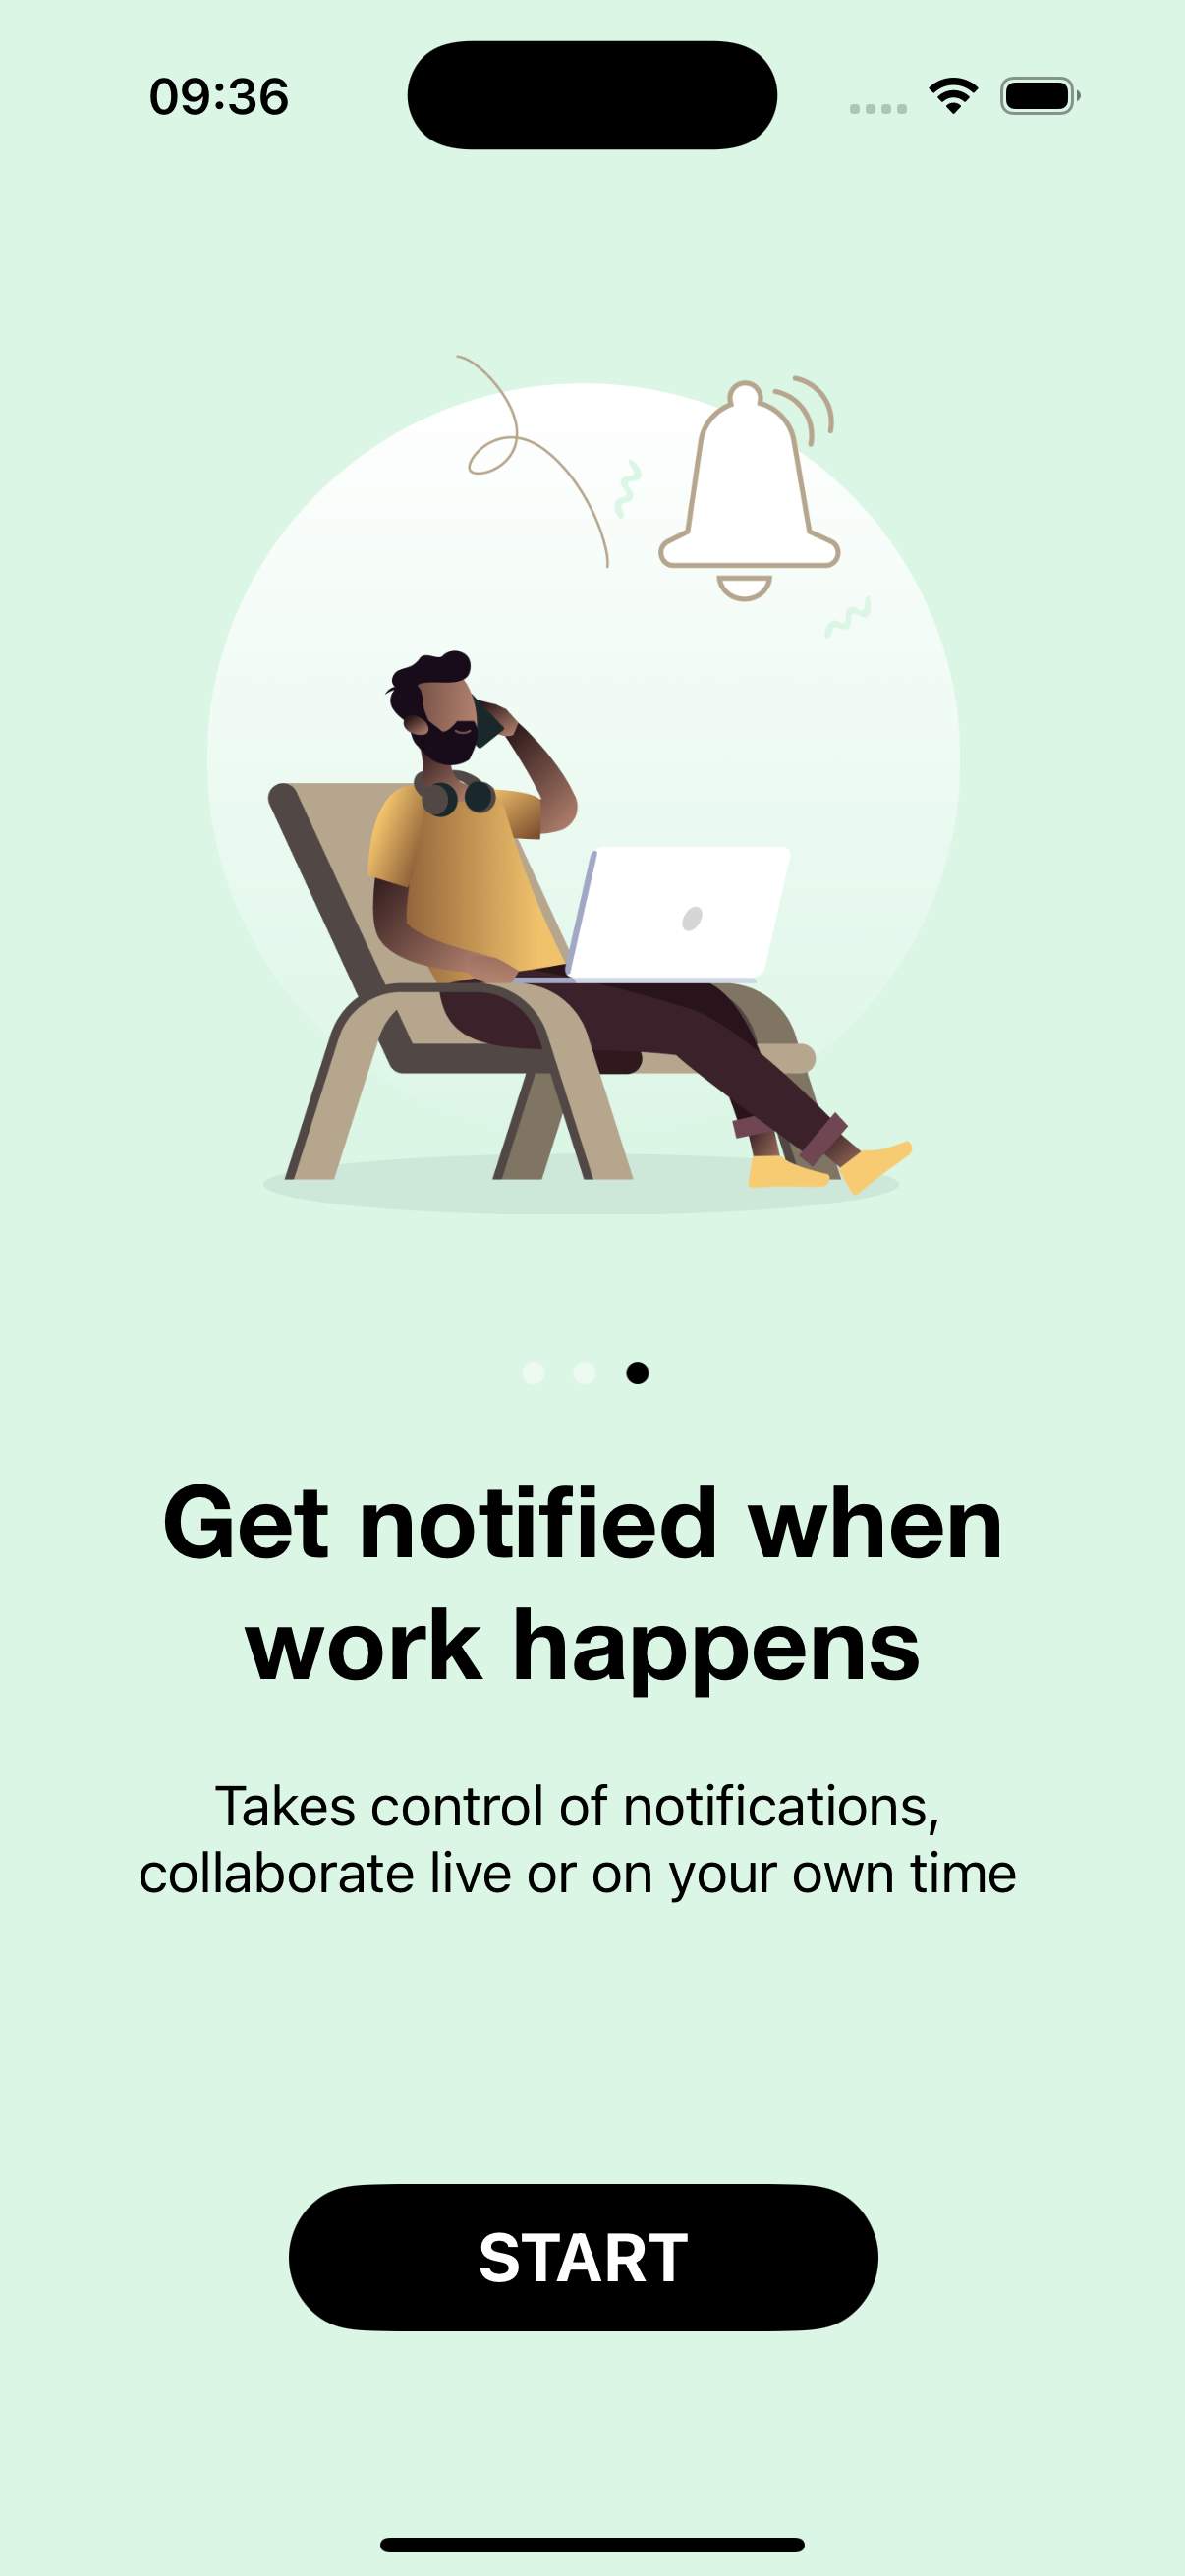 09:36
Get notified when
work happens
Takes control of notifications,
collaborate live or on your own time
START